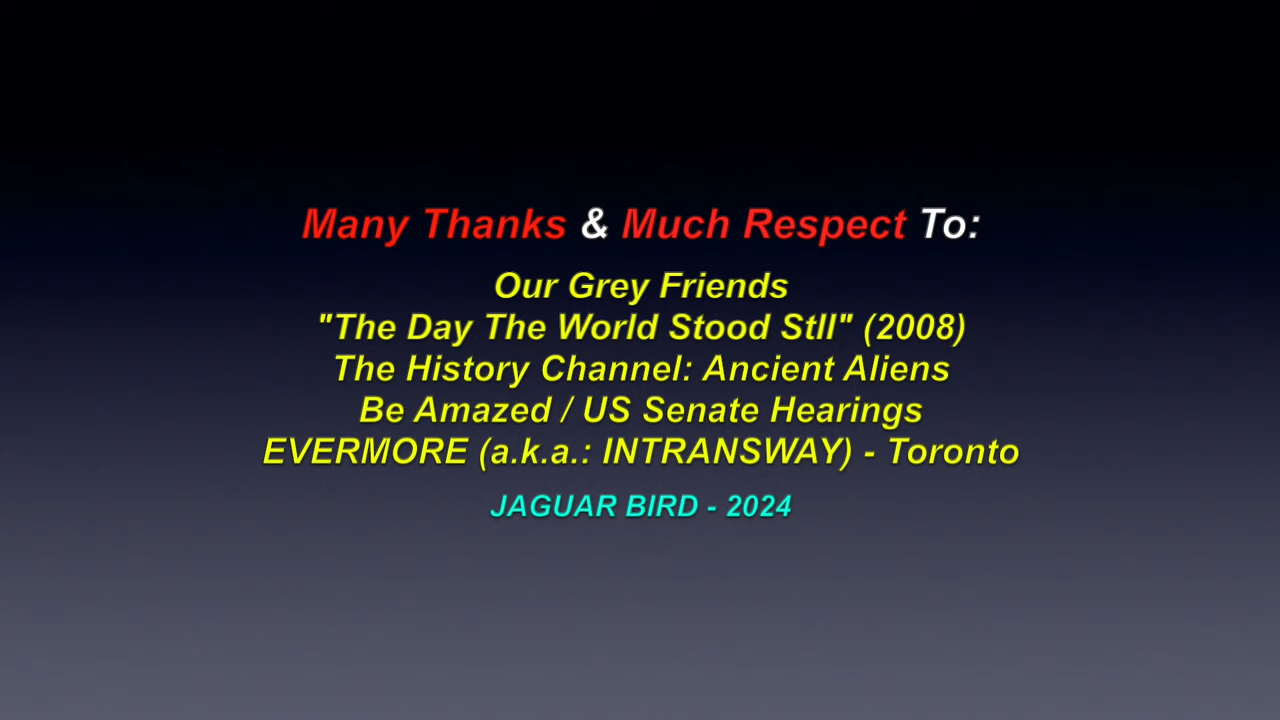 Many Thanks & Much Respect To:
Our Grey Friends
"The Day The World Stood Stll" (2008)
The History Channel: Ancient Aliens
Be Amazed / US Senate Hearings
EVERMORE (a.k.a.: INTRANSWAY) - Toronto
JAGUAR BIRD - 2024